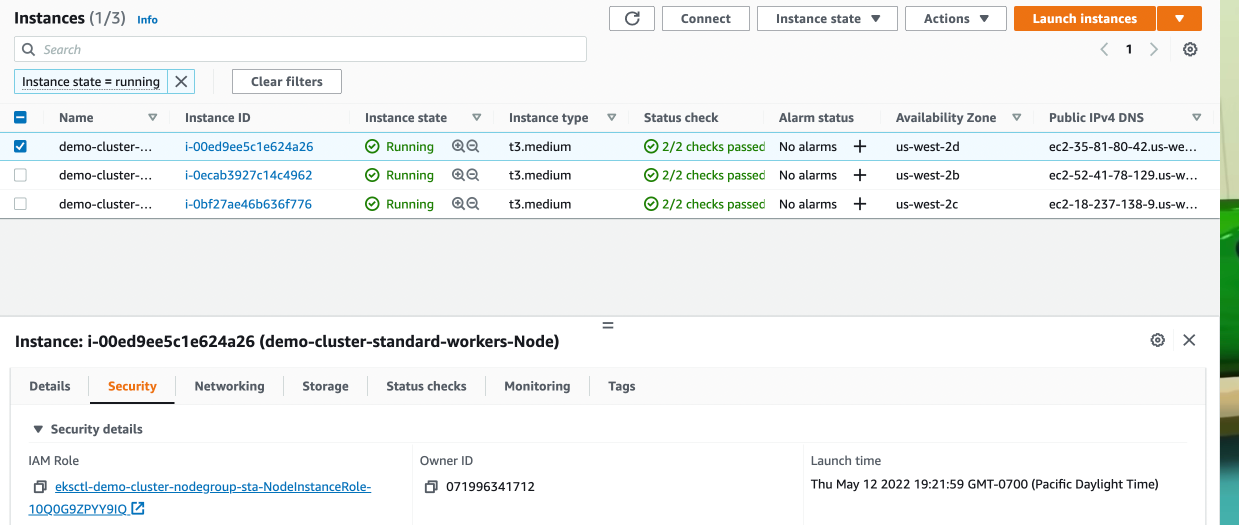 Instances (1/3) Info
Connect Instance state Actions Launch instances
Search
1
Instance state = running Clear filters
Name Instance ID Instance state Instance type Status check Alarm status Availability Zone Public IPv4 DNS
demo-cluster-... i-00ed9ee5c1e624a26 Running t3.medium 2/2 checks passed No alarms us-west-2d ec2-35-81-80-42.us-we...
demo-cluster-... i-0ecab3927c14c4962 Running t3.medium 2/2 checks passed No alarms us-west-2b ec2-52-41-78-129.us-w...
demo-cluster-... i-0bf27ae46b636f776 Running t3.medium 2/2 checks passed No alarms us-west-2c ec2-18-237-138-9.us-w...
Instance: i-00ed9ee5c1e624a26 (demo-cluster-standard-workers-Node)
Details Security Networking Storage Status checks Monitoring Tags
Security details
IAM Role Owner ID Launch time
eksctl-demo-cluster-nodegroup-sta-NodeInstanceRole- 071996341712 Thu May 12 2022 19:21:59 GMT-0700 (Pacific Daylight Time)
10Q0G9ZPYY9IQ